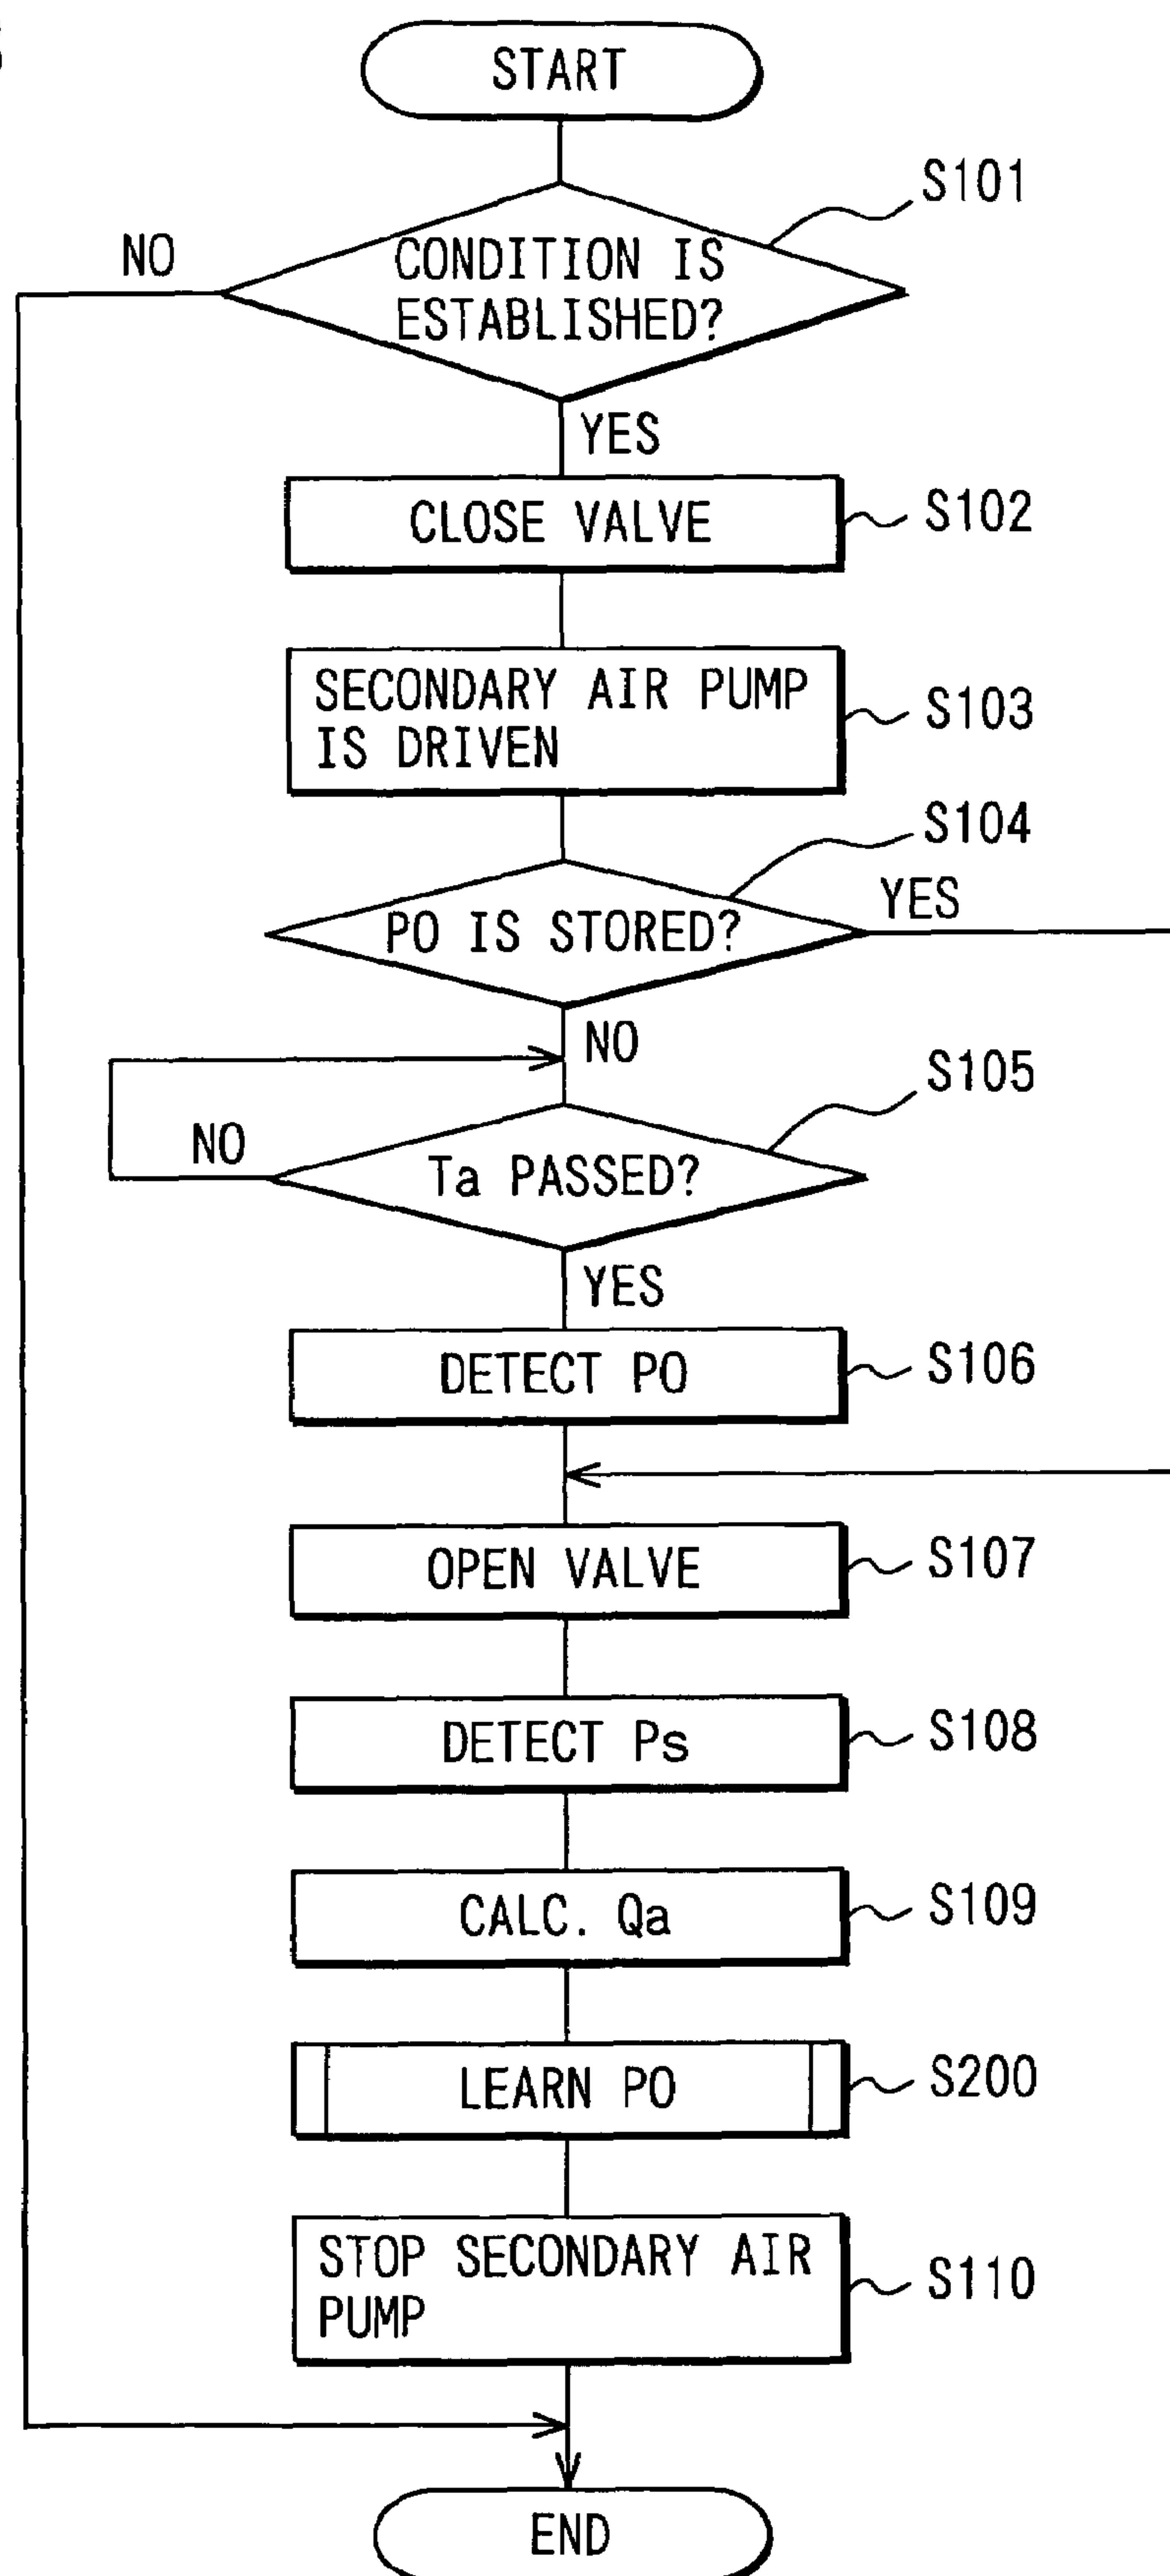 START
S101
NO
CONDITION IS
ESTABLISHED?
YES
CLOSE VALVE
S102
SECONDARY AIR PUMP
IS DRIVEN
S103
S104
YES
PO IS STORED?
NO
S105
NO
Ta PASSED?
YES
DETECT PO
S106
OPEN VALVE
S107
DETECT Ps
S108
CALC. Qa
S109
LEARN PO
S200
STOP SECONDARY AIR
PUMP
S110
END